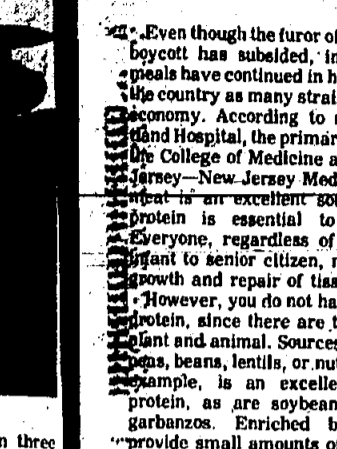 Even though the furor of
boycott has subsided, in
meals have continued in h
the country as many strai
economy. According to
land Hospital, the primar
the College of Medicine a
Jersey—New Jersey Med
meat is an excellent so
protein is essential to
Everyone, regardless of
infant to senior citizen,
growth and repair of tiss
However, you do not ha
protein, since there are t
plant and animal. Sources
peas, beans, lentils, or nut
example, is an excelle
protein, as are soybean
garbanzos. Enriched b
n three
provide small amounts o